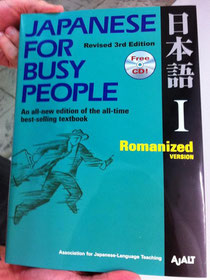 JAPANESE
FOR
BUSY
PEOPLE
Revised 3rd Edition
Free
CD!
An all-new edition of the all-time
best-selling textbook
日本語
I
Romanized
VERSION
Association for Japanese-Language Teaching
AJALT